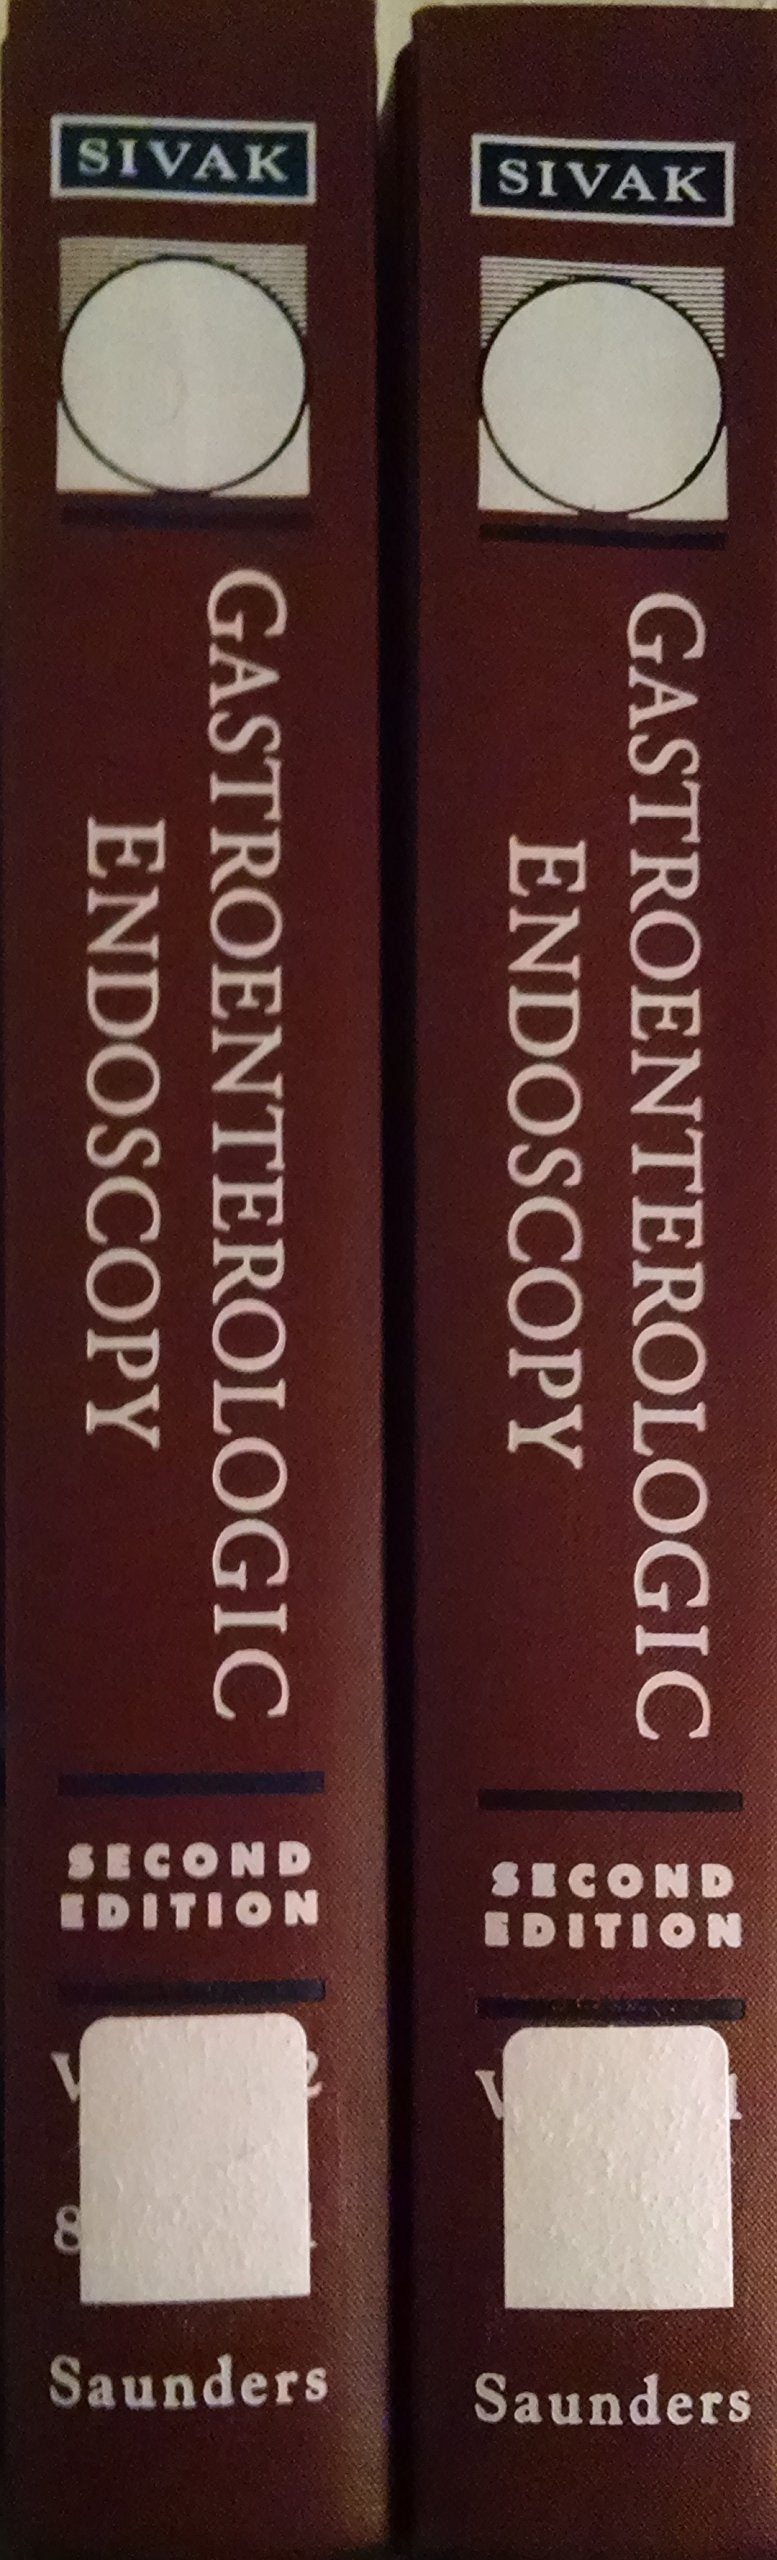 SIVAK
GASTROENTEROLOGIC
ENDOSCOPY
SECOND
EDITION
Saunders
SIVAK
GASTROENTEROLOGIC
ENDOSCOPY
SECOND
EDITION
Saunders